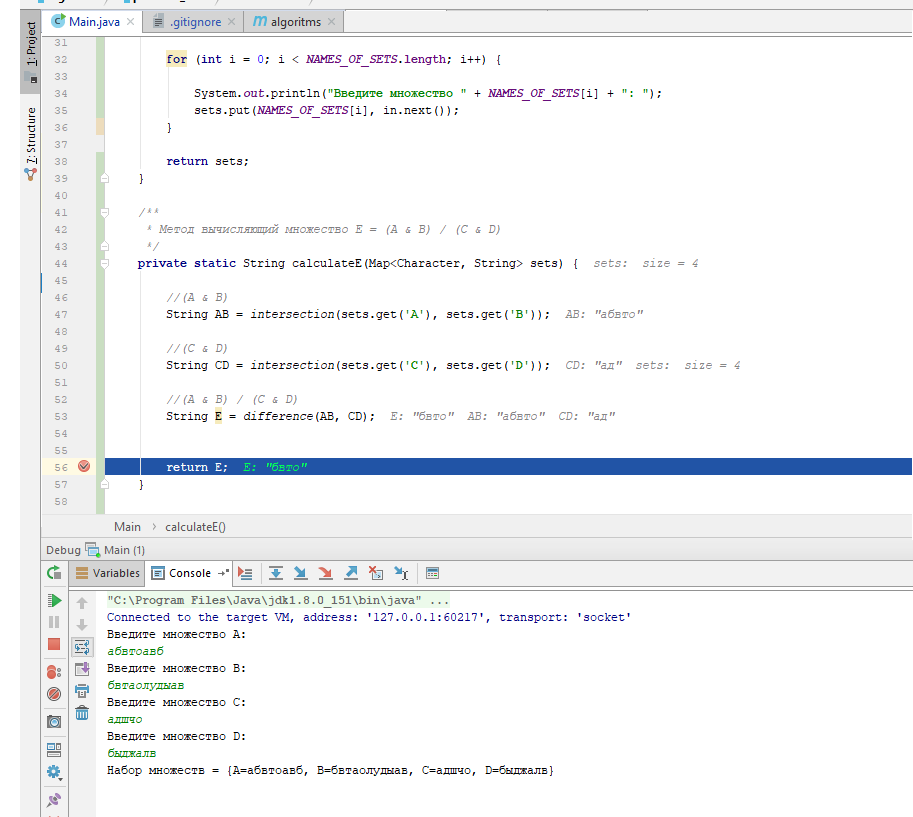 Main.java
.gitignore
m algoritms
1: Project
7: Structure
31
32 for (int i = 0; i < NAMES_OF_SETS.length; i++) {
33
34 System.out.println("Введите множество " + NAMES_OF_SETS[i] + ": ");
35 sets.put(NAMES_OF_SETS[i], in.next());
36 }
37
38 return sets;
39 }
40
41 /**
42 * Метод вычисляющий множество E = (A & B) / (C & D)
43 */
44 private static String calculateE(Map<Character, String> sets) { sets: size = 4
45
46 //(A & B)
47 String AB = intersection(sets.get('A'), sets.get('B')); AB: "абвто"
48
49 //(C & D)
50 String CD = intersection(sets.get('C'), sets.get('D')); CD: "ад" sets: size = 4
51
52 //(A & B) / (C & D)
53 String E = difference(AB, CD); E: "бвто" AB: "абвто" CD: "ад"
54
55
56 return E; E: "бвто"
57 }
58
Main › calculateE()
Debug Main (1)
Variables Console
"C:\Program Files\Java\jdk1.8.0_151\bin\java" ...
Connected to the target VM, address: '127.0.0.1:60217', transport: 'socket'
Введите множество A:
абвтоавб
Введите множество B:
бвтаолудыав
Введите множество C:
адшчо
Введите множество D:
быджалв
Набор множеств = {A=абвтоавб, B=бвтаолудыав, C=адшчо, D=быджалв}